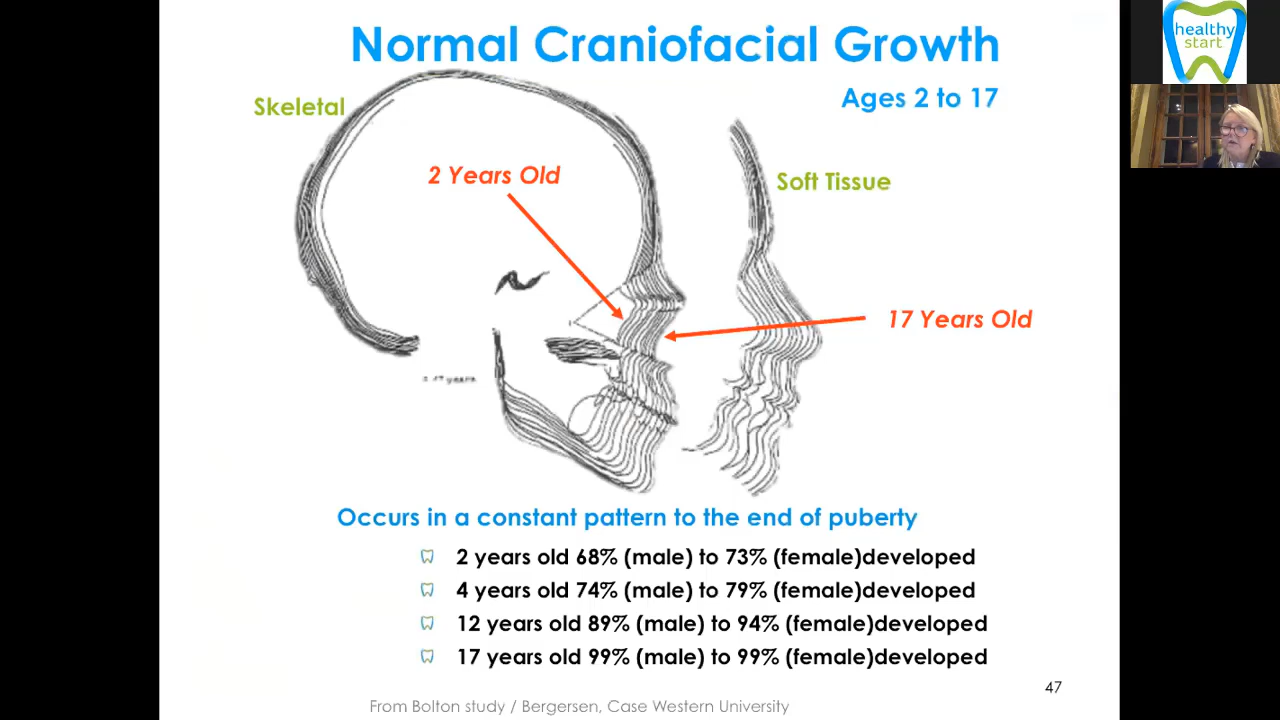 Normal Craniofacial Growth
Ages 2 to 17
Skeletal
2 Years Old
Soft Tissue
17 Years Old
years
Occurs in a constant pattern to the end of puberty
2 years old 68% (male) to 73% (female)developed
4 years old 74% (male) to 79% (female)developed
12 years old 89% (male) to 94% (female)developed
17 years old 99% (male) to 99% (female)developed
47
From Bolton study / Bergersen, Case Western University
healthy
start